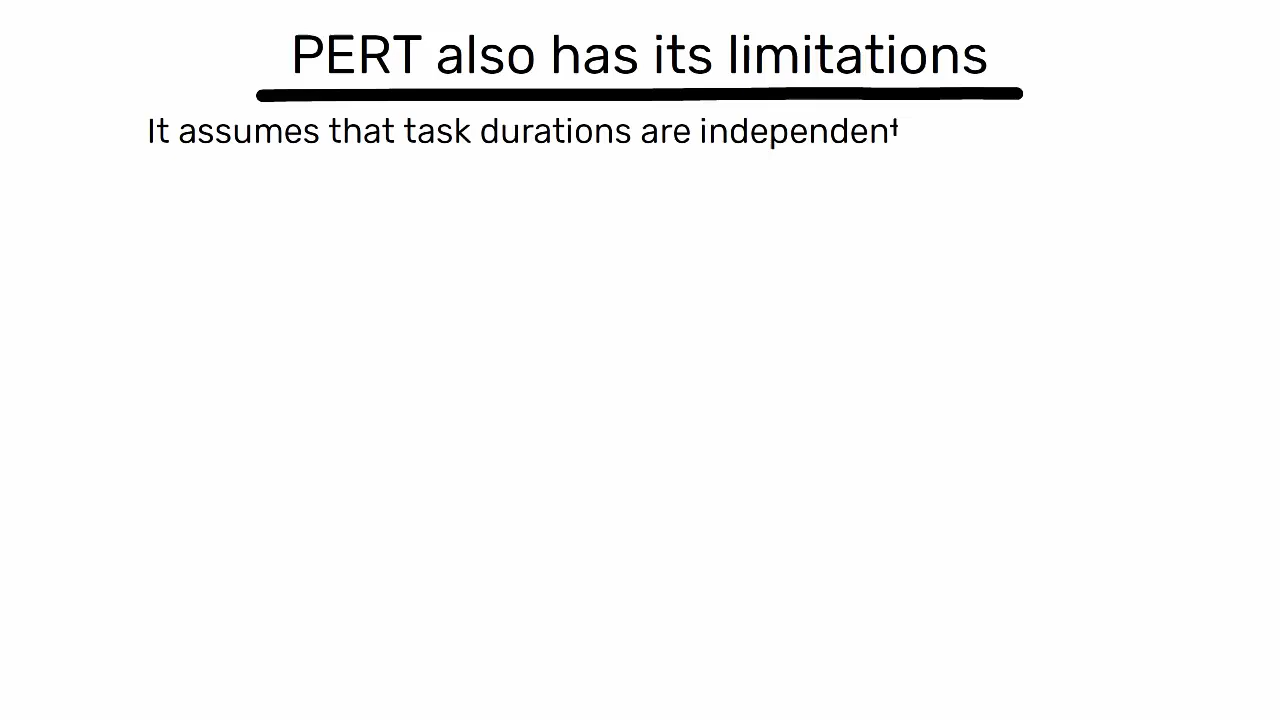 PERT also has its limitations
It assumes that task durations are independent